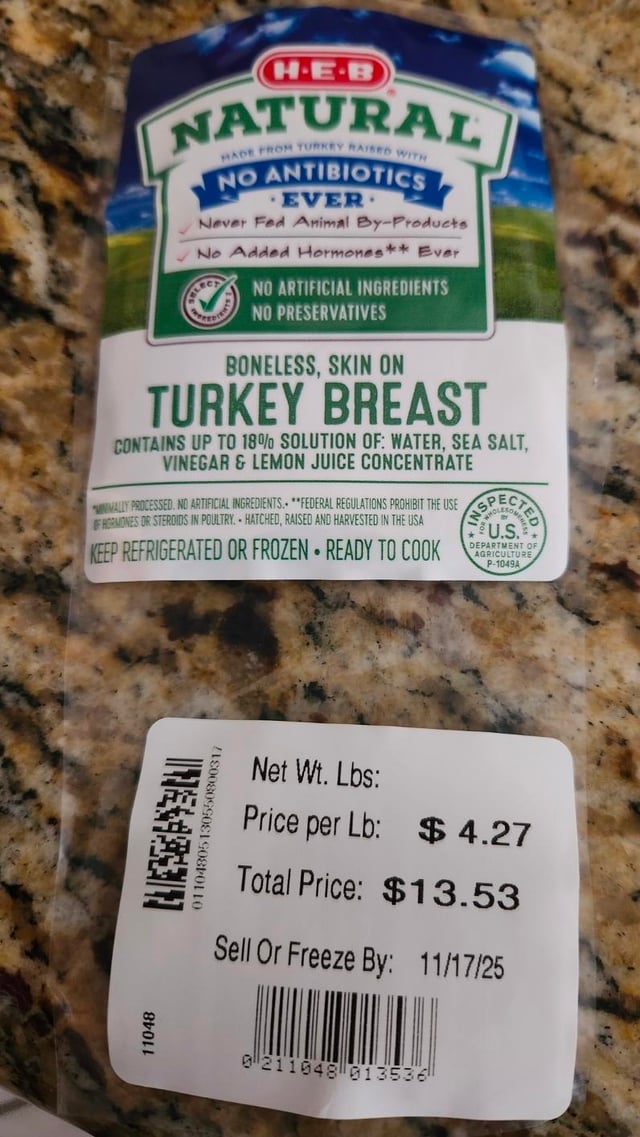 H-E-B
NATURAL
MADE FROM TURKEY RAISED WITH
NO ANTIBIOTICS
• EVER •
Never Fed Animal By-Products
No Added Hormones** Ever
SELECT INGREDIENTS
NO ARTIFICIAL INGREDIENTS
NO PRESERVATIVES
BONELESS, SKIN ON
TURKEY BREAST
CONTAINS UP TO 18% SOLUTION OF: WATER, SEA SALT,
VINEGAR & LEMON JUICE CONCENTRATE
*MINIMALLY PROCESSED. NO ARTIFICIAL INGREDIENTS. • **FEDERAL REGULATIONS PROHIBIT THE USE
OF HORMONES OR STEROIDS IN POULTRY. • HATCHED, RAISED AND HARVESTED IN THE USA
KEEP REFRIGERATED OR FROZEN • READY TO COOK
INSPECTED
FOR WHOLESOMENESS
BY
U.S.
DEPARTMENT OF
AGRICULTURE
P-1049A
Net Wt. Lbs:
Price per Lb: $ 4.27
Total Price: $13.53
Sell Or Freeze By: 11/17/25
11048
0 211048 013536